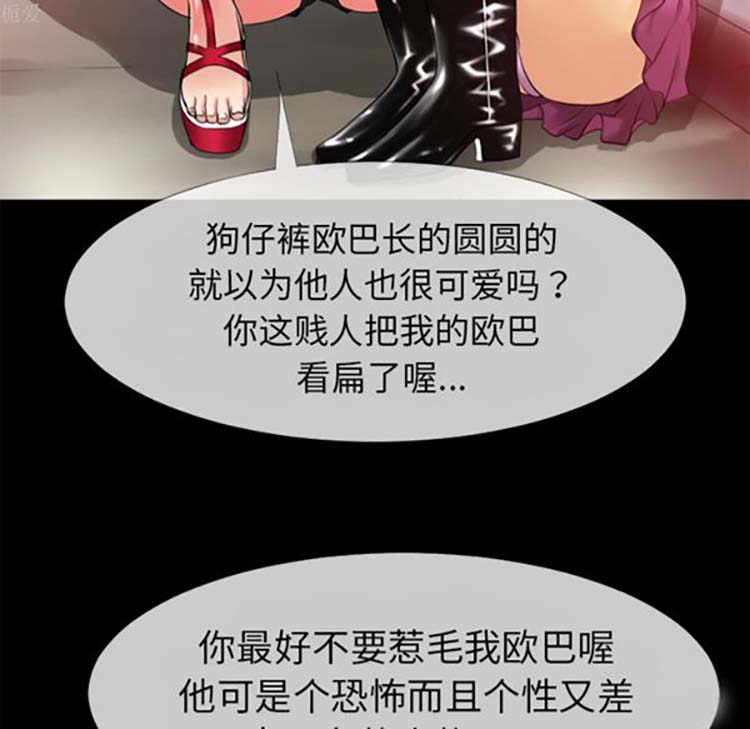 栀爱
狗仔裤欧巴长的圆圆的
就以为他人也很可爱吗？
你这贱人把我的欧巴
看扁了喔...
你最好不要惹毛我欧巴喔
他可是个恐怖而且个性又差